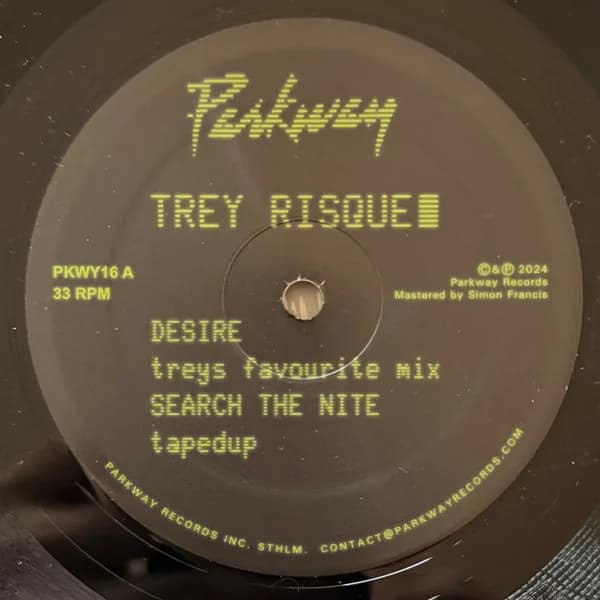 Parkway
TREY RISQUE
PKWY16 A
33 RPM
©&℗ 2024
Parkway Records
Mastered by Simon Francis
DESIRE
treys favourite mix
SEARCH THE NITE
tapedup
PARKWAY RECORDS INC. STHLM. CONTACT@PARKWAYRECORDS.COM